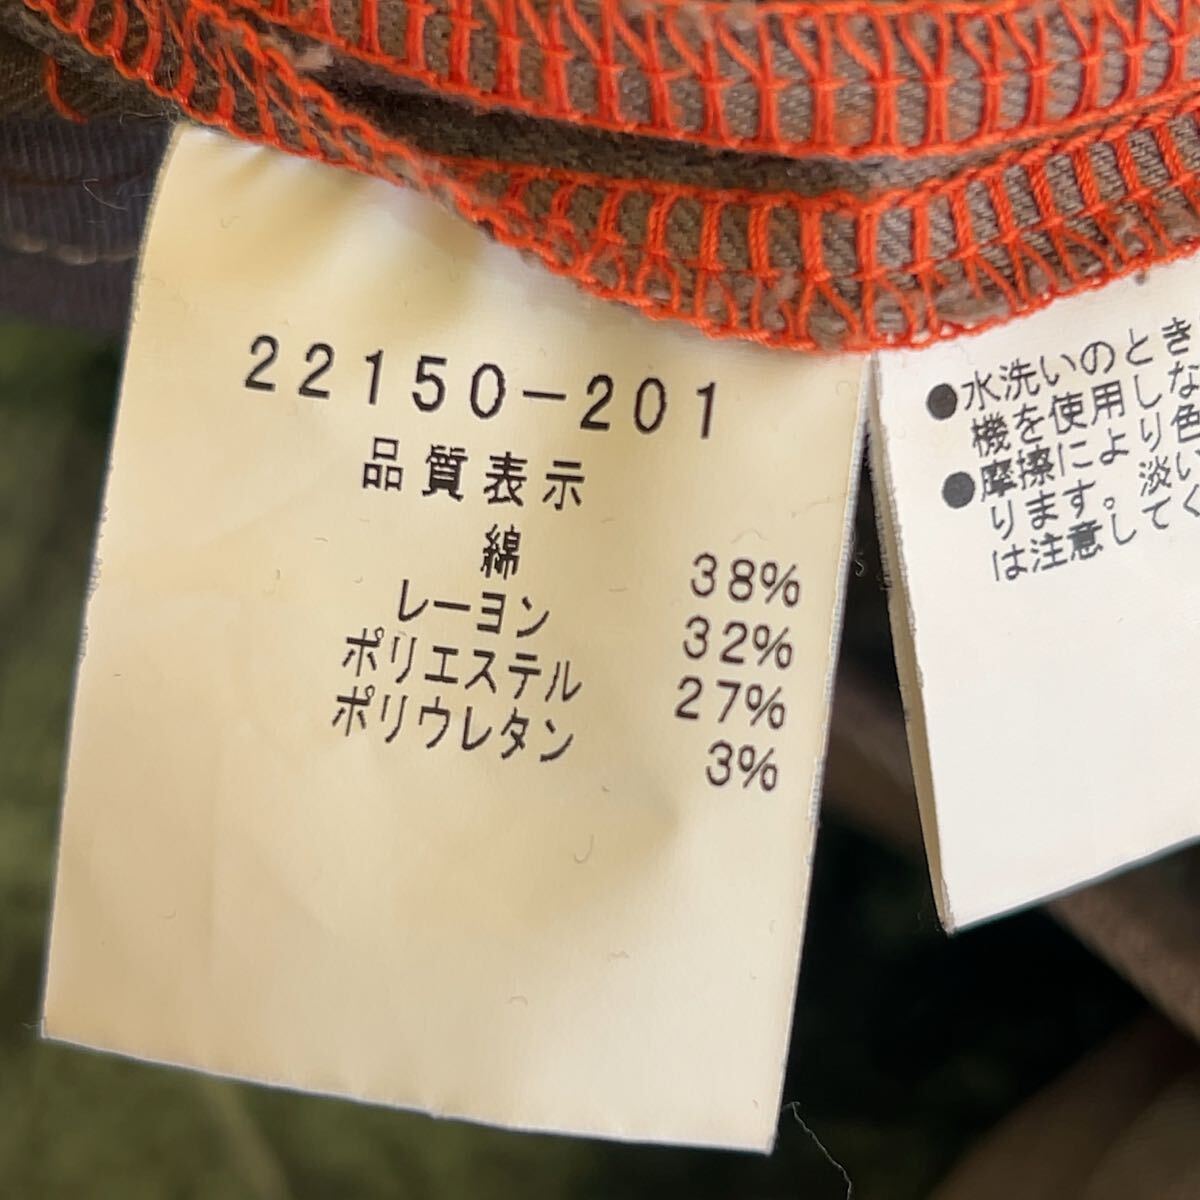 22150-201
品質表示
綿 38%
レーヨン 32%
ポリエステル 27%
ポリウレタン 3%
●水洗いのとき
機を使用しな
●摩擦により色
ります。淡い
は注意してく